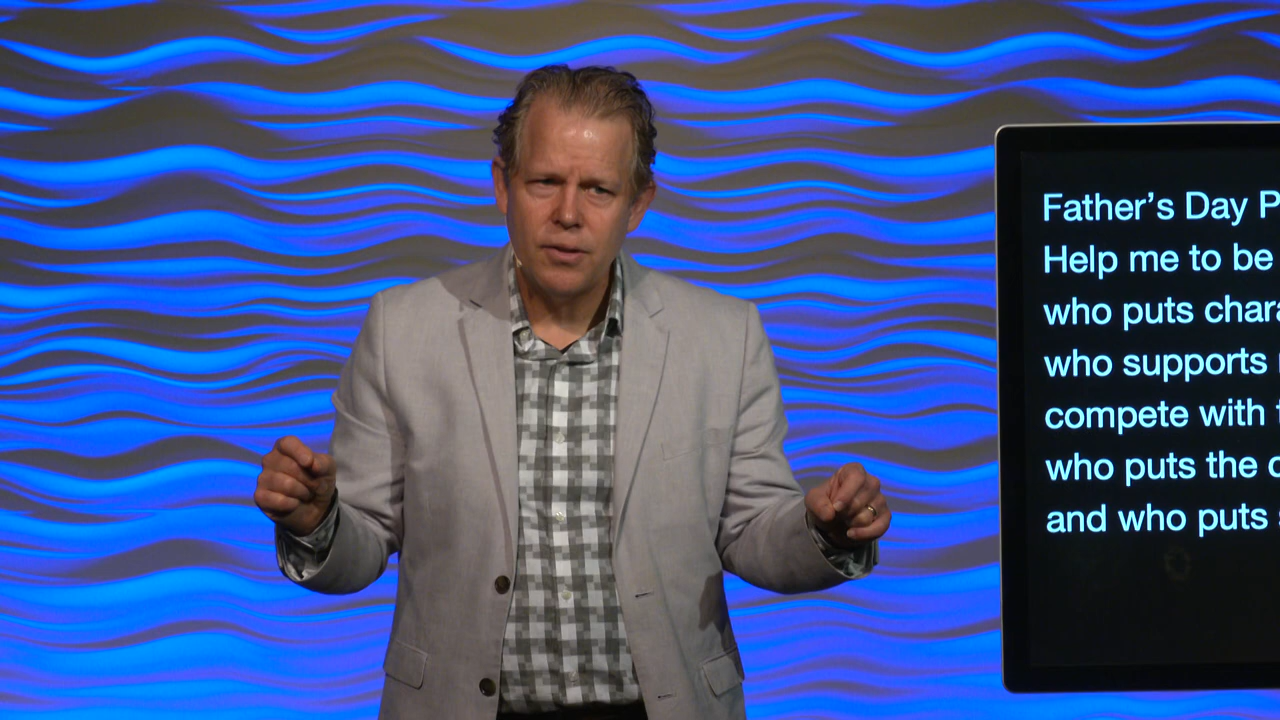 Father's Day P
Help me to be
who puts chara
who supports
compete with
who puts the
and who puts